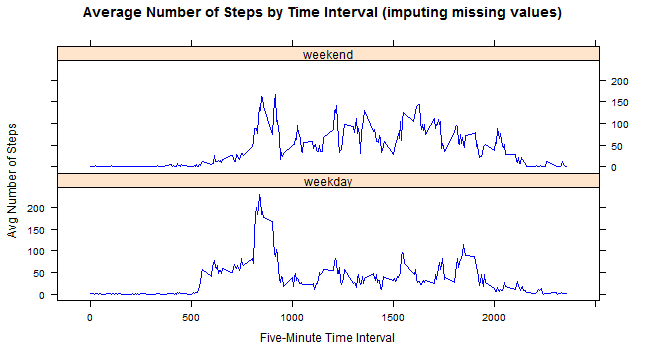 Average Number of Steps by Time Interval (imputing missing values)
weekend
200
150
100
50
0
weekday
200
150
100
50
0
Avg Number of Steps
0 500 1000 1500 2000
Five-Minute Time Interval